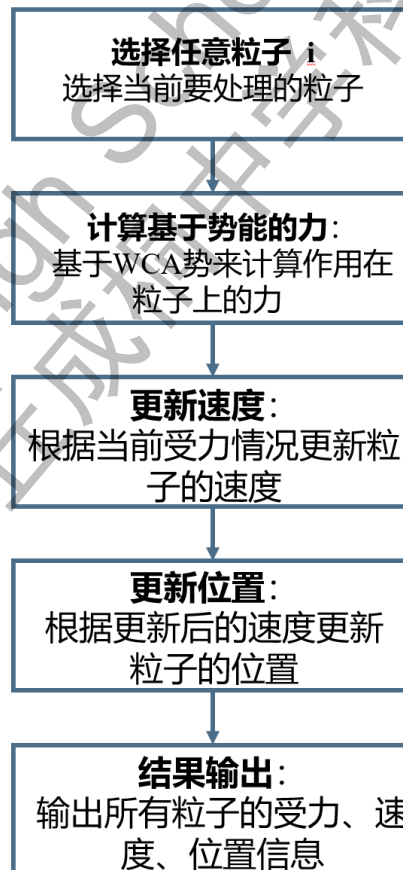 选择任意粒子 i
选择当前要处理的粒子
计算基于势能的力:
基于WCA势来计算作用在
粒子上的力
更新速度:
根据当前受力情况更新粒
子的速度
更新位置:
根据更新后的速度更新
粒子的位置
结果输出:
输出所有粒子的受力、速
度、位置信息